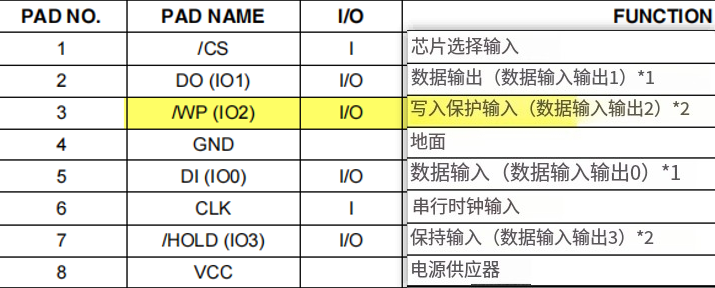 PAD NO. PAD NAME I/O FUNCTION
1 /CS I 芯片选择输入
2 DO (IO1) I/O 数据输出（数据输入输出1）*1
3 /WP (IO2) I/O 写入保护输入（数据输入输出2）*2
4 GND 地面
5 DI (IO0) I/O 数据输入（数据输入输出0）*1
6 CLK I 串行时钟输入
7 /HOLD (IO3) I/O 保持输入（数据输入输出3）*2
8 VCC 电源供应器